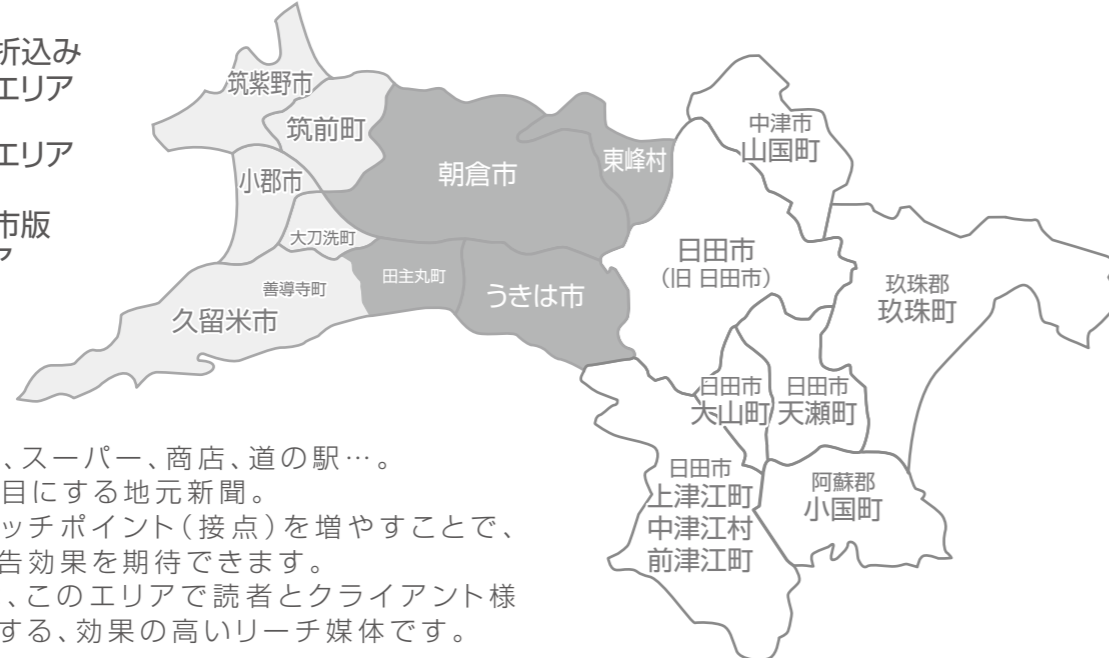 折込み
エリア
エリア
市版
筑紫野市
筑前町
小郡市
大刀洗町
善導寺町
久留米市
朝倉市
東峰村
田主丸町
うきは市
中津市
山国町
日田市
（旧 日田市）
玖珠郡
玖珠町
日田市
大山町
日田市
天瀬町
日田市
上津江町
中津江村
前津江町
阿蘇郡
小国町
、スーパー、商店、道の駅…。
目にする地元新聞。
ッチポイント（接点）を増やすことで、
告効果を期待できます。
、このエリアで読者とクライアント様
する、効果の高いリーチ媒体です。